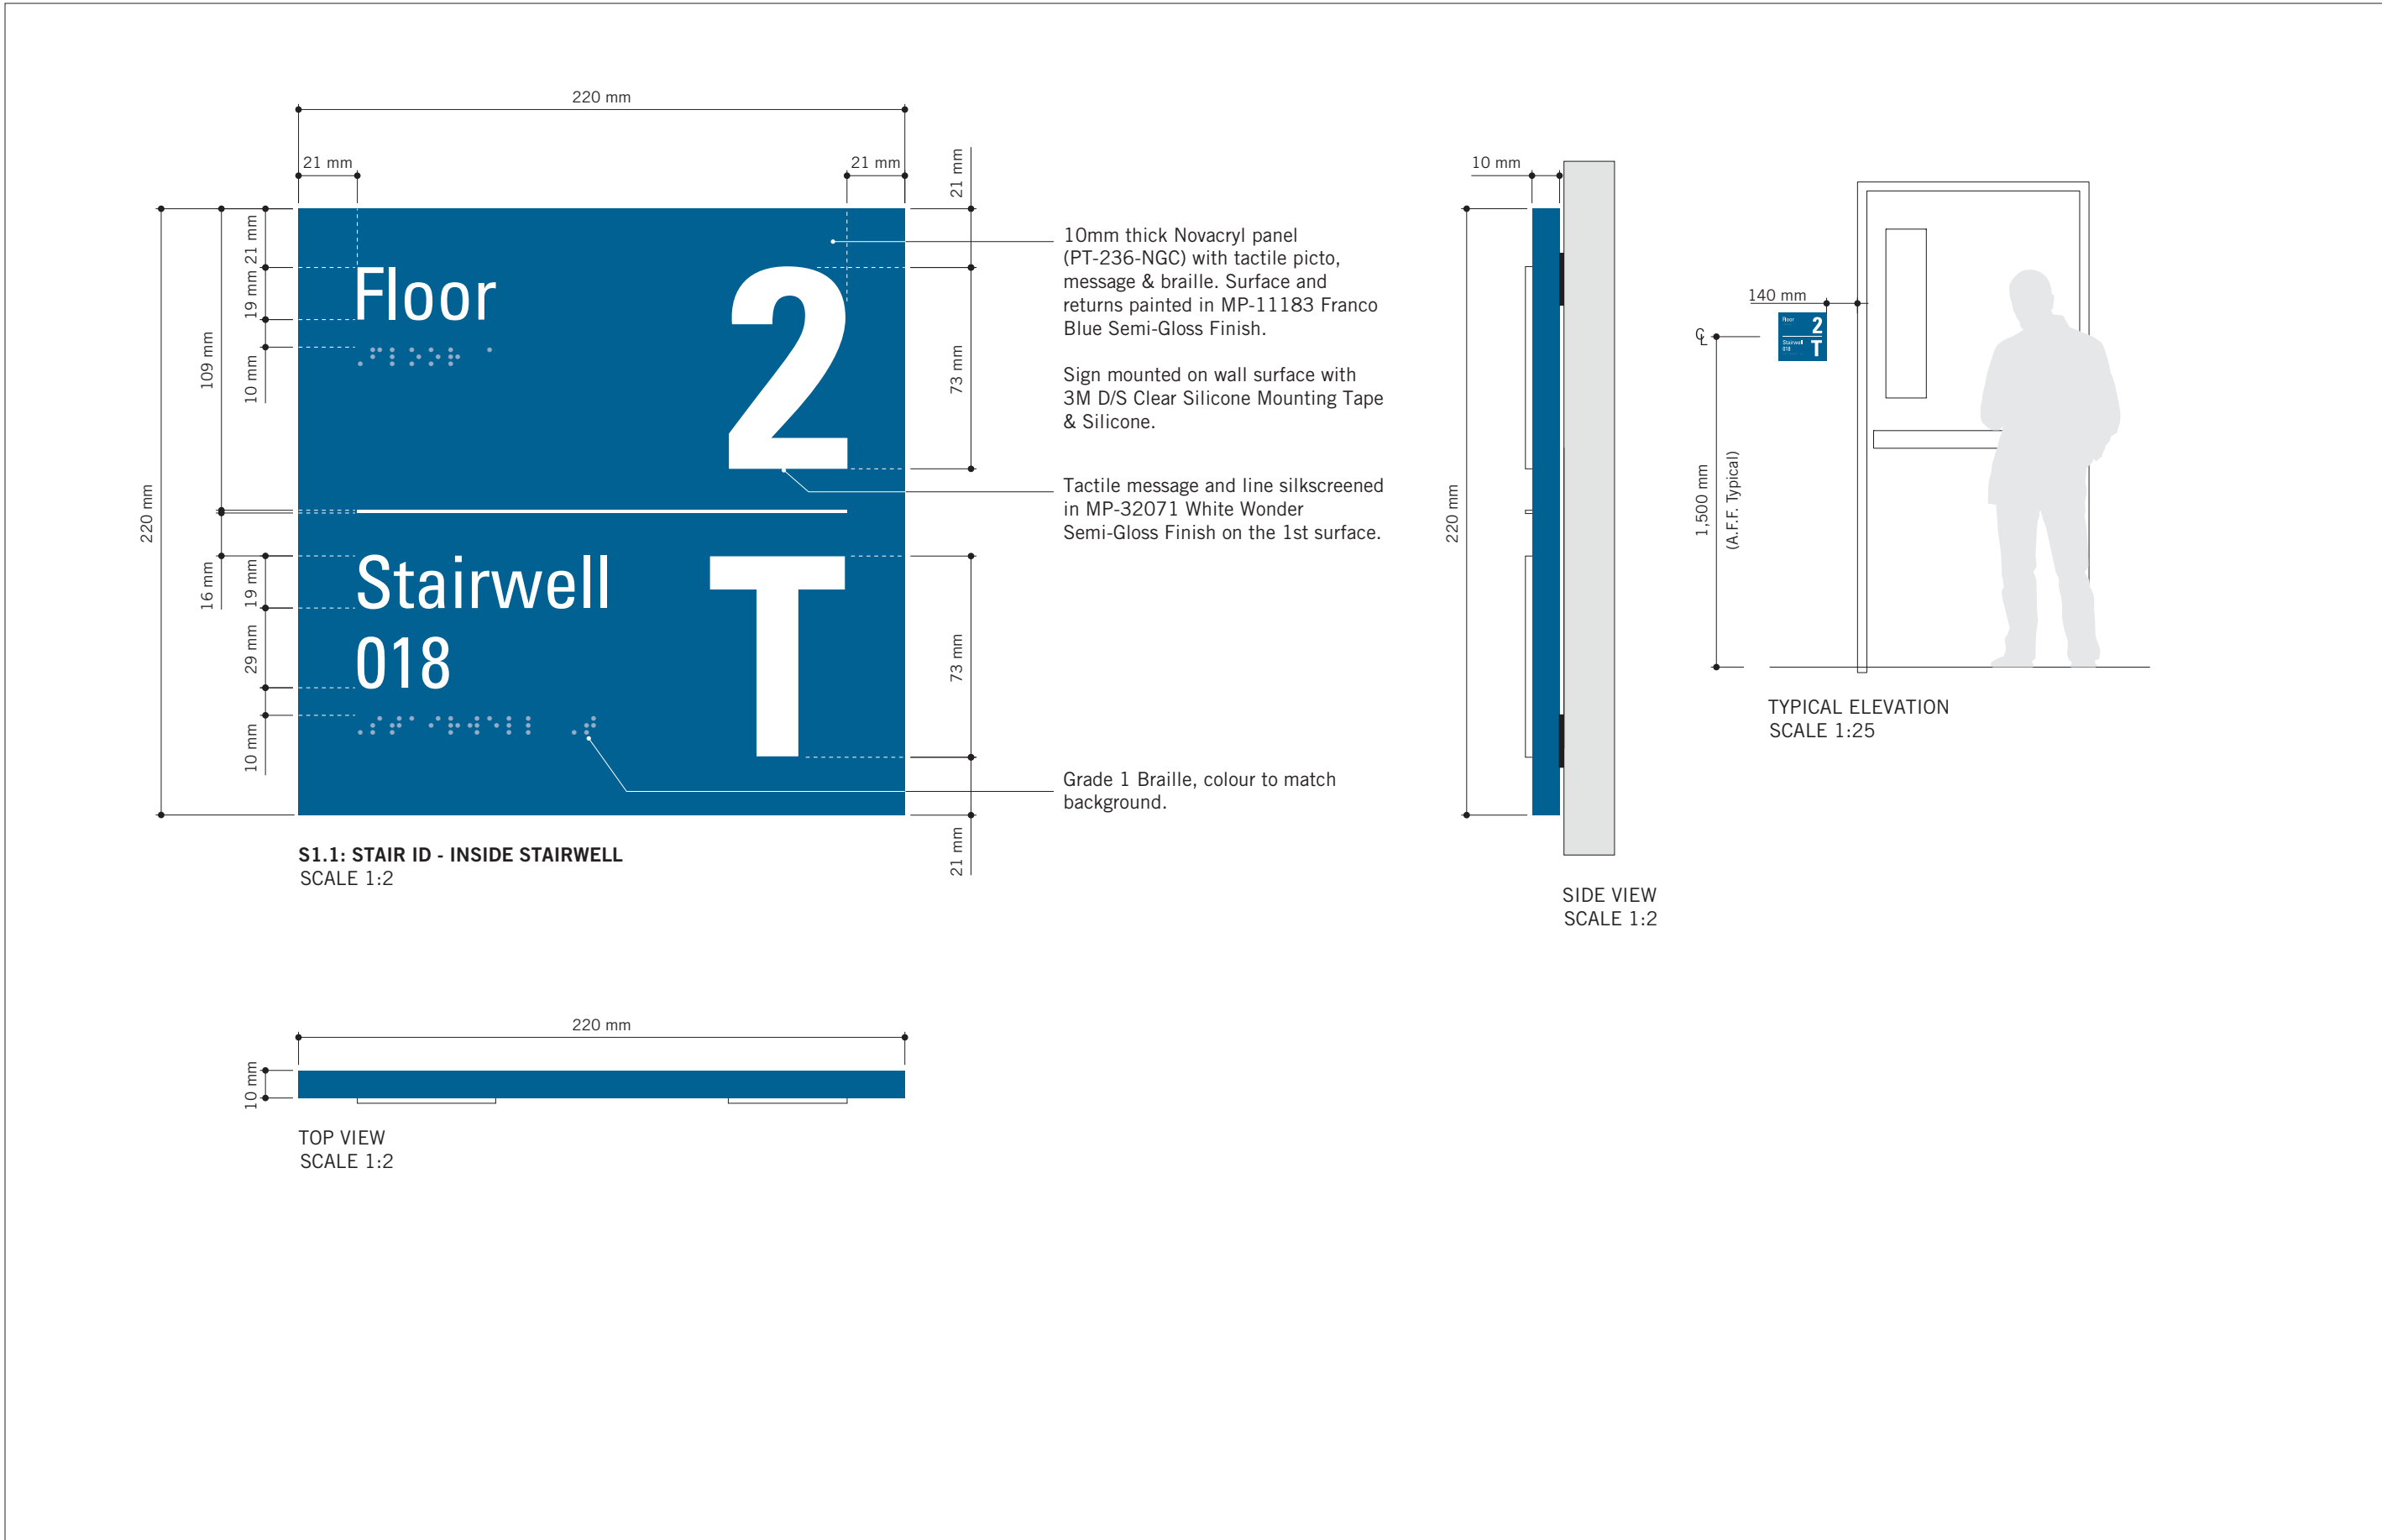 220 mm
21 mm
21 mm
21 mm
220 mm
109 mm
16 mm
21 mm
19 mm
10 mm
19 mm
29 mm
10 mm
Floor
2
Stairwell
018
T
73 mm
73 mm
21 mm
10mm thick Novacryl panel
(PT-236-NGC) with tactile picto,
message & braille. Surface and
returns painted in MP-11183 Franco
Blue Semi-Gloss Finish.
Sign mounted on wall surface with
3M D/S Clear Silicone Mounting Tape
& Silicone.
Tactile message and line silkscreened
in MP-32071 White Wonder
Semi-Gloss Finish on the 1st surface.
Grade 1 Braille, colour to match
background.
S1.1: STAIR ID - INSIDE STAIRWELL
SCALE 1:2
10 mm
220 mm
SIDE VIEW
SCALE 1:2
140 mm
℄
Floor
2
Stairwell
018
T
1,500 mm
(A.F.F. Typical)
TYPICAL ELEVATION
SCALE 1:25
220 mm
10 mm
TOP VIEW
SCALE 1:2